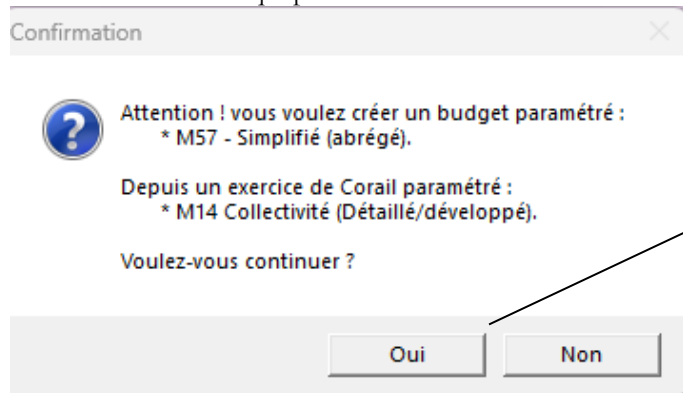 Confirmation
Attention ! vous voulez créer un budget paramétré :
* M57 - Simplifié (abrégé).
Depuis un exercice de Corail paramétré :
* M14 Collectivité (Détaillé/développé).
Voulez-vous continuer ?
Oui
Non